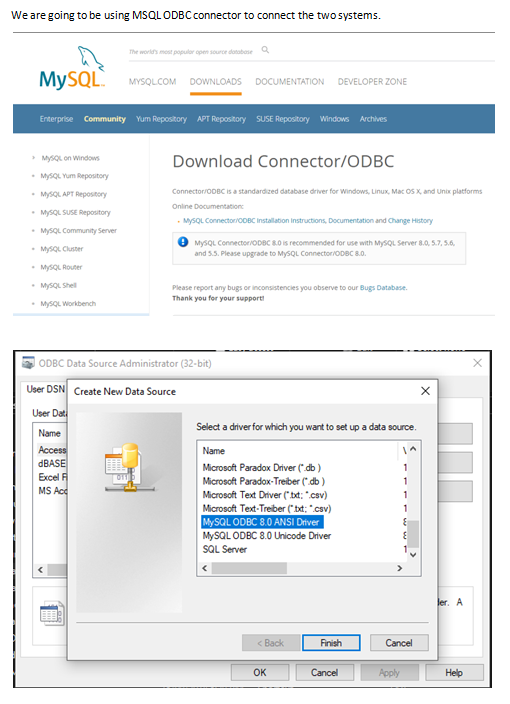 We are going to be using MSQL ODBC connector to connect the two systems.
The world's most popular open source database
MySQL
MYSQL.COM DOWNLOADS DOCUMENTATION DEVELOPER ZONE
Enterprise Community Yum Repository APT Repository SUSE Repository Windows Archives
MySQL on Windows
MySQL Yum Repository
MySQL APT Repository
MySQL SUSE Repository
MySQL Community Server
MySQL Cluster
MySQL Router
MySQL Shell
MySQL Workbench
Download Connector/ODBC
Connector/ODBC is a standardized database driver for Windows, Linux, Mac OS X, and Unix platforms
Online Documentation:
MySQL Connector/ODBC Installation Instructions, Documentation and Change History
MySQL Connector/ODBC 8.0 is recommended for use with MySQL Server 8.0, 5.7, 5.6,
and 5.5. Please upgrade to MySQL Connector/ODBC 8.0.
Please report any bugs or inconsistencies you observe to our Bugs Database.
Thank you for your support!
ODBC Data Source Administrator (32-bit)
User DSN
User Dat
Name
Access
dBASE
Excel F
MS Acc
Create New Data Source
Select a driver for which you want to set up a data source.
Name
Microsoft Paradox Driver (*.db )
Microsoft Paradox-Treiber (*.db )
Microsoft Text Driver (*.txt; *.csv)
Microsoft Text-Treiber (*.txt; *.csv)
MySQL ODBC 8.0 ANSI Driver
MySQL ODBC 8.0 Unicode Driver
SQL Server
der. A
< Back Finish Cancel
OK Cancel Apply Help